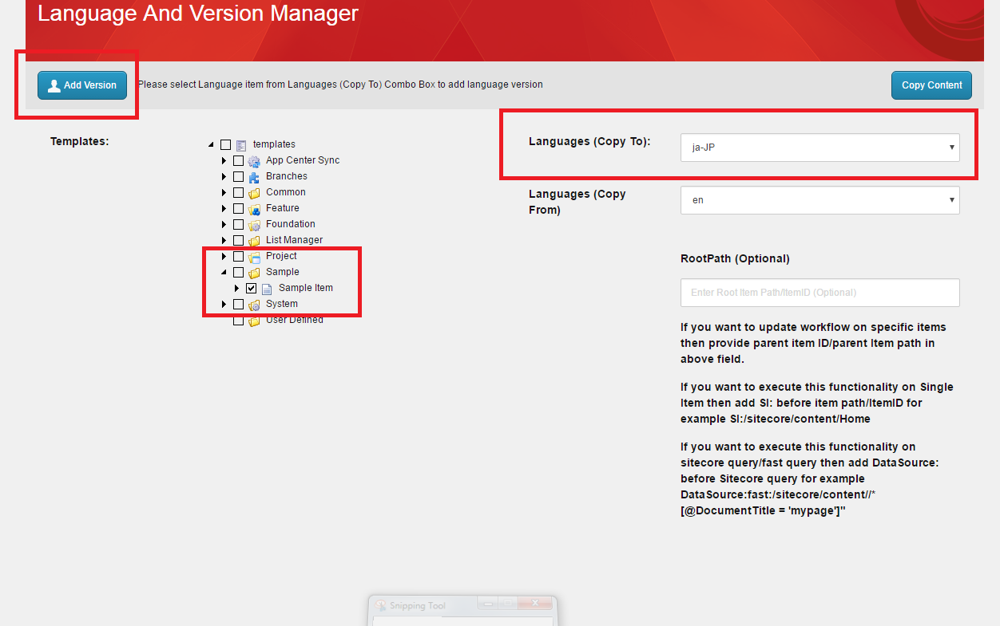 Language And Version Manager
Add Version
Please select Language item from Languages (Copy To) Combo Box to add language version
Copy Content
Templates:
templates
App Center Sync
Branches
Common
Feature
Foundation
List Manager
Project
Sample
Sample Item
System
User Defined
Languages (Copy To):
ja-JP
Languages (Copy
From)
en
RootPath (Optional)
Enter Root Item Path/ItemID (Optional)
If you want to update workflow on specific items
then provide parent item ID/parent Item path in
above field.
If you want to execute this functionality on Single
Item then add SI: before item path/ItemID for
example SI:/sitecore/content/Home
If you want to execute this functionality on
sitecore query/fast query then add DataSource:
before Sitecore query for example
DataSource:fast:/sitecore/content//*
[@DocumentTitle = 'mypage']"
Snipping Tool